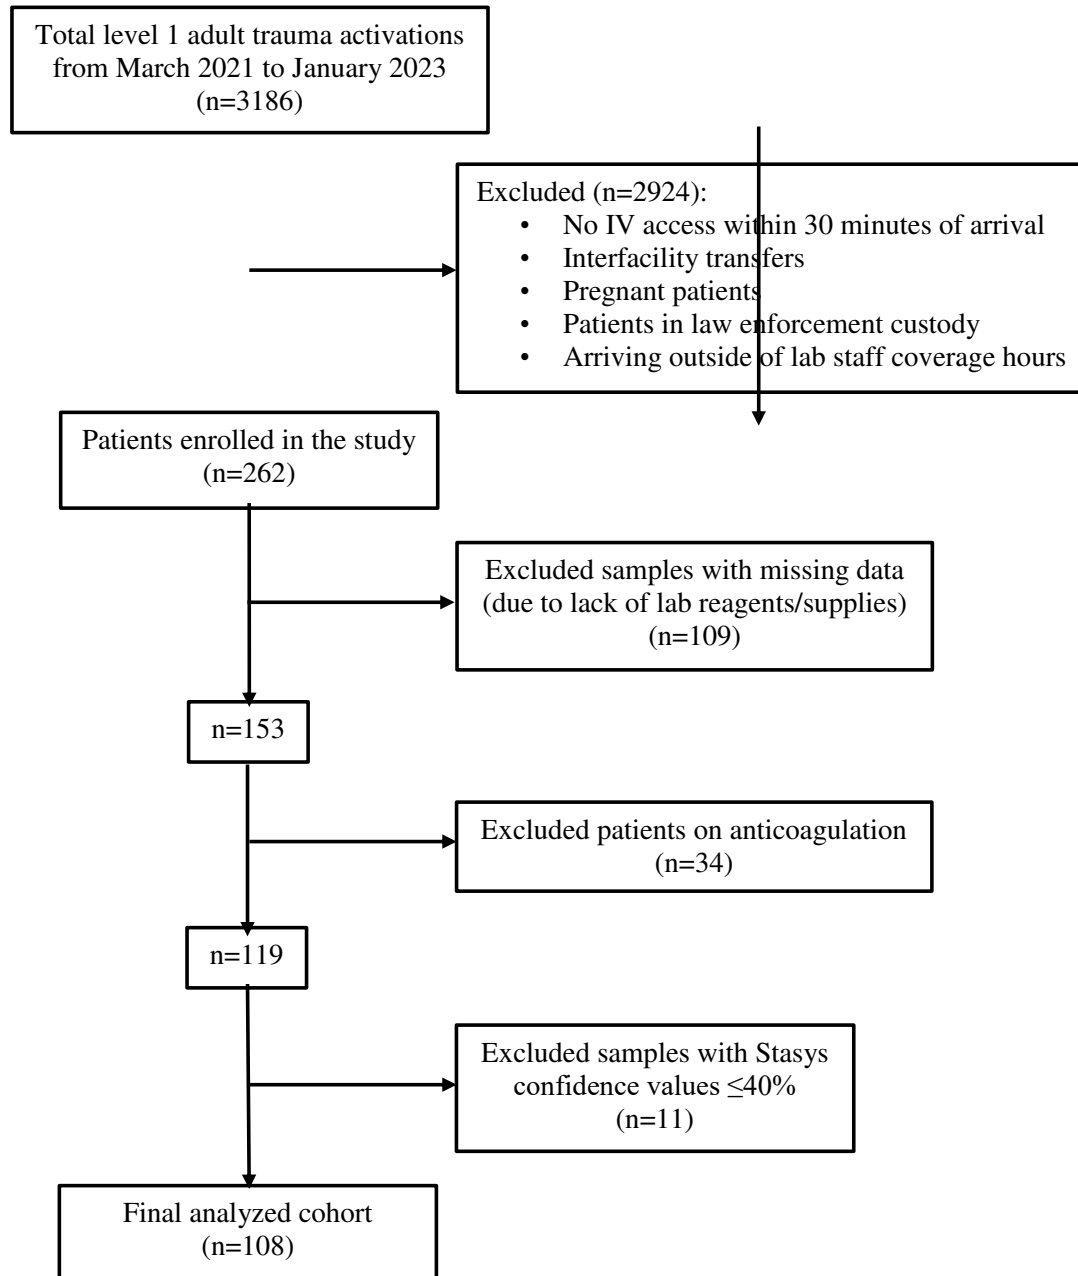 Total level 1 adult trauma activations
from March 2021 to January 2023
(n=3186)
Excluded (n=2924):
• No IV access within 30 minutes of arrival
• Interfacility transfers
• Pregnant patients
• Patients in law enforcement custody
• Arriving outside of lab staff coverage hours
Patients enrolled in the study
(n=262)
Excluded samples with missing data
(due to lack of lab reagents/supplies)
(n=109)
n=153
Excluded patients on anticoagulation
(n=34)
n=119
Excluded samples with Stasys
confidence values ≤40%
(n=11)
Final analyzed cohort
(n=108)